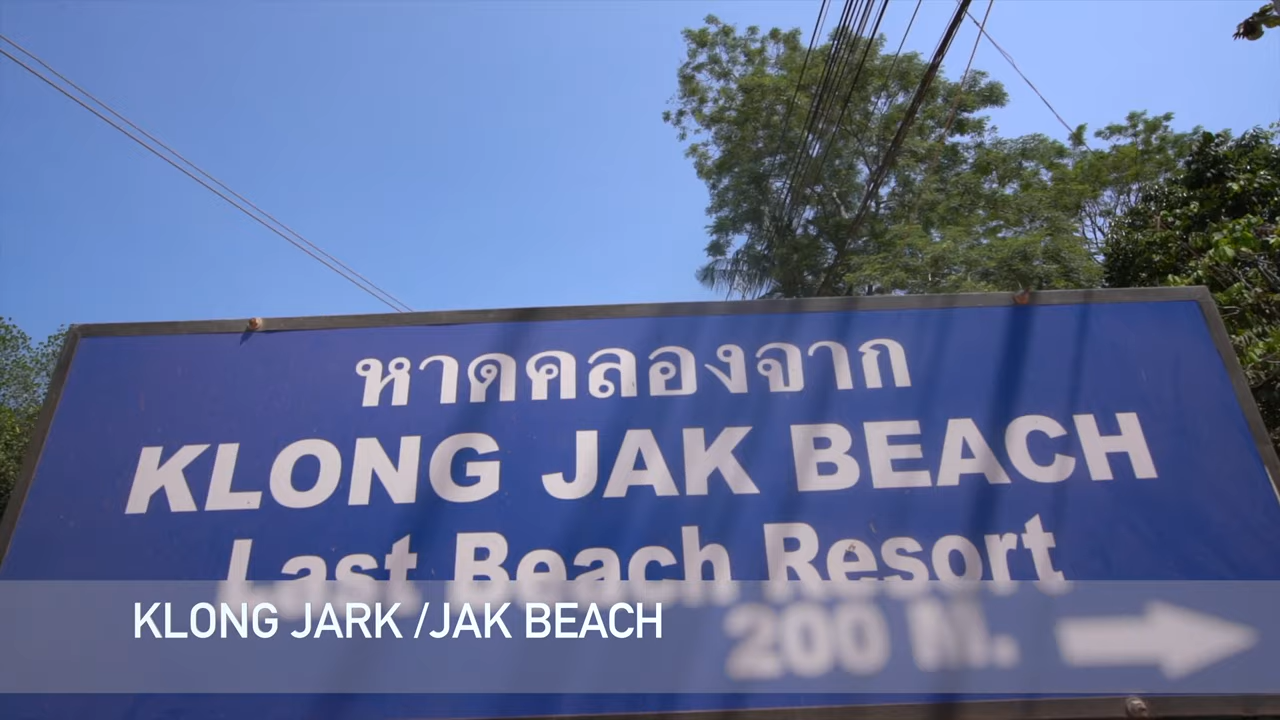 หาดคลองจาก
KLONG JAK BEACH
Last Beach Resort
200 M.
KLONG JARK /JAK BEACH